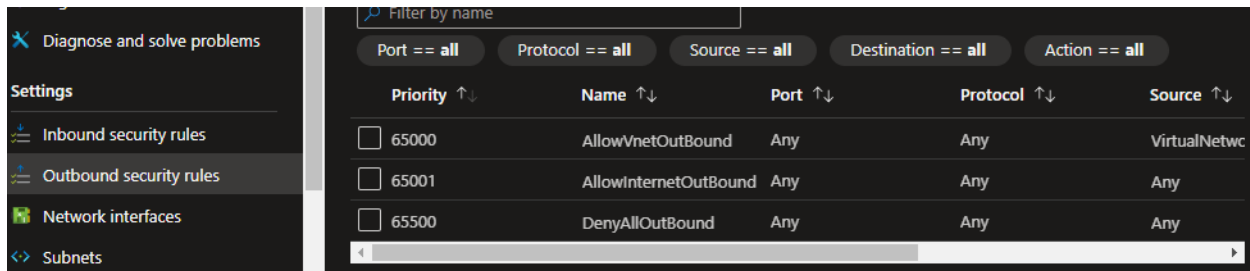 Filter by name
Diagnose and solve problems
Port == all Protocol == all Source == all Destination == all Action == all
Settings
Priority ↑↓ Name ↑↓ Port ↑↓ Protocol ↑↓ Source ↑↓
Inbound security rules
65000 AllowVnetOutBound Any Any VirtualNetwo
Outbound security rules
65001 AllowInternetOutBound Any Any Any
Network interfaces
65500 DenyAllOutBound Any Any Any
Subnets